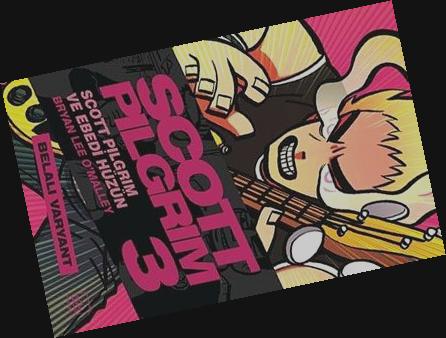 SCOTT
PILGRIM
3
SCOTT PILGRIM
VE EBEDİ HÜZÜN
BRYAN LEE O'MALLEY
BELALI VARYANT